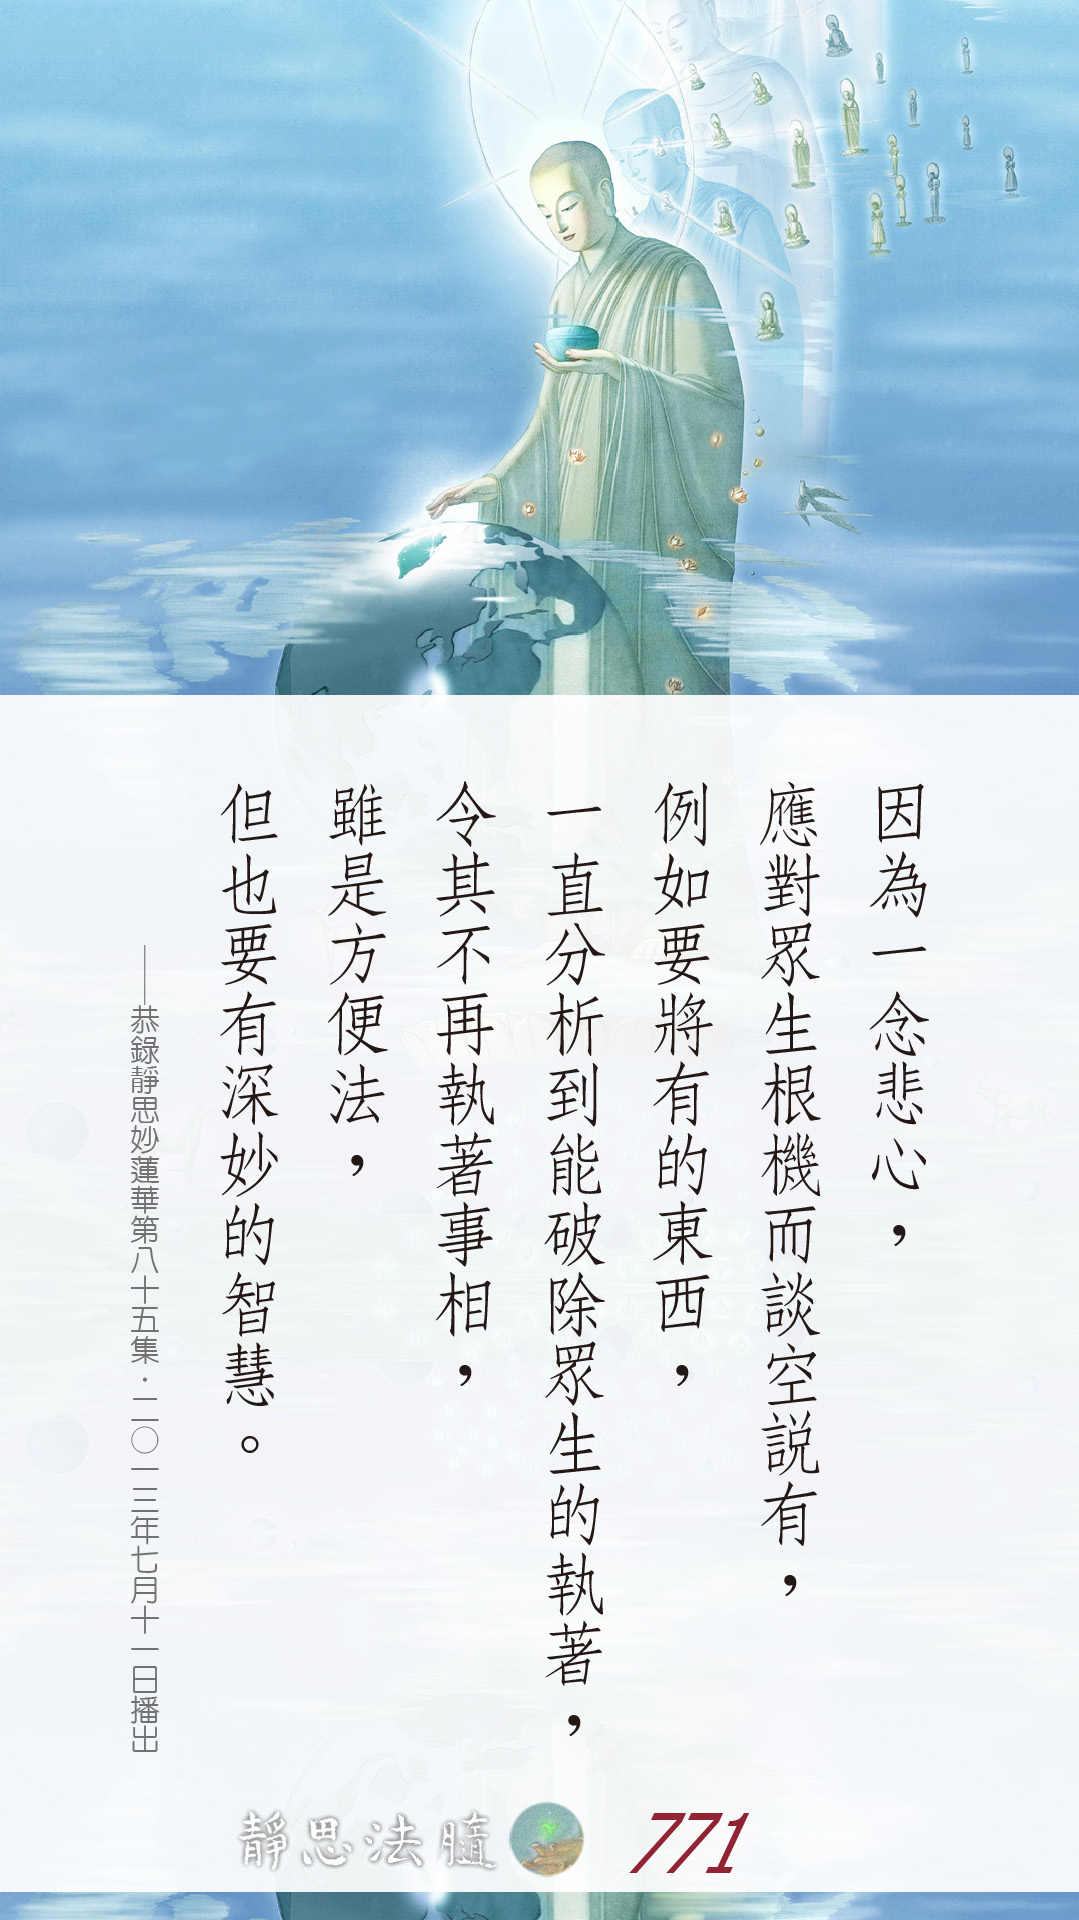 因為一念悲心，
應對眾生根機而談空說有，
例如要將有的東西，
一直分析到能破除眾生的執著，
令其不再執著事相，
雖是方便法，
但也要有深妙的智慧。
——恭錄靜思妙蓮華第八十五集．二〇一三年七月十一日播出
靜思法髓 771